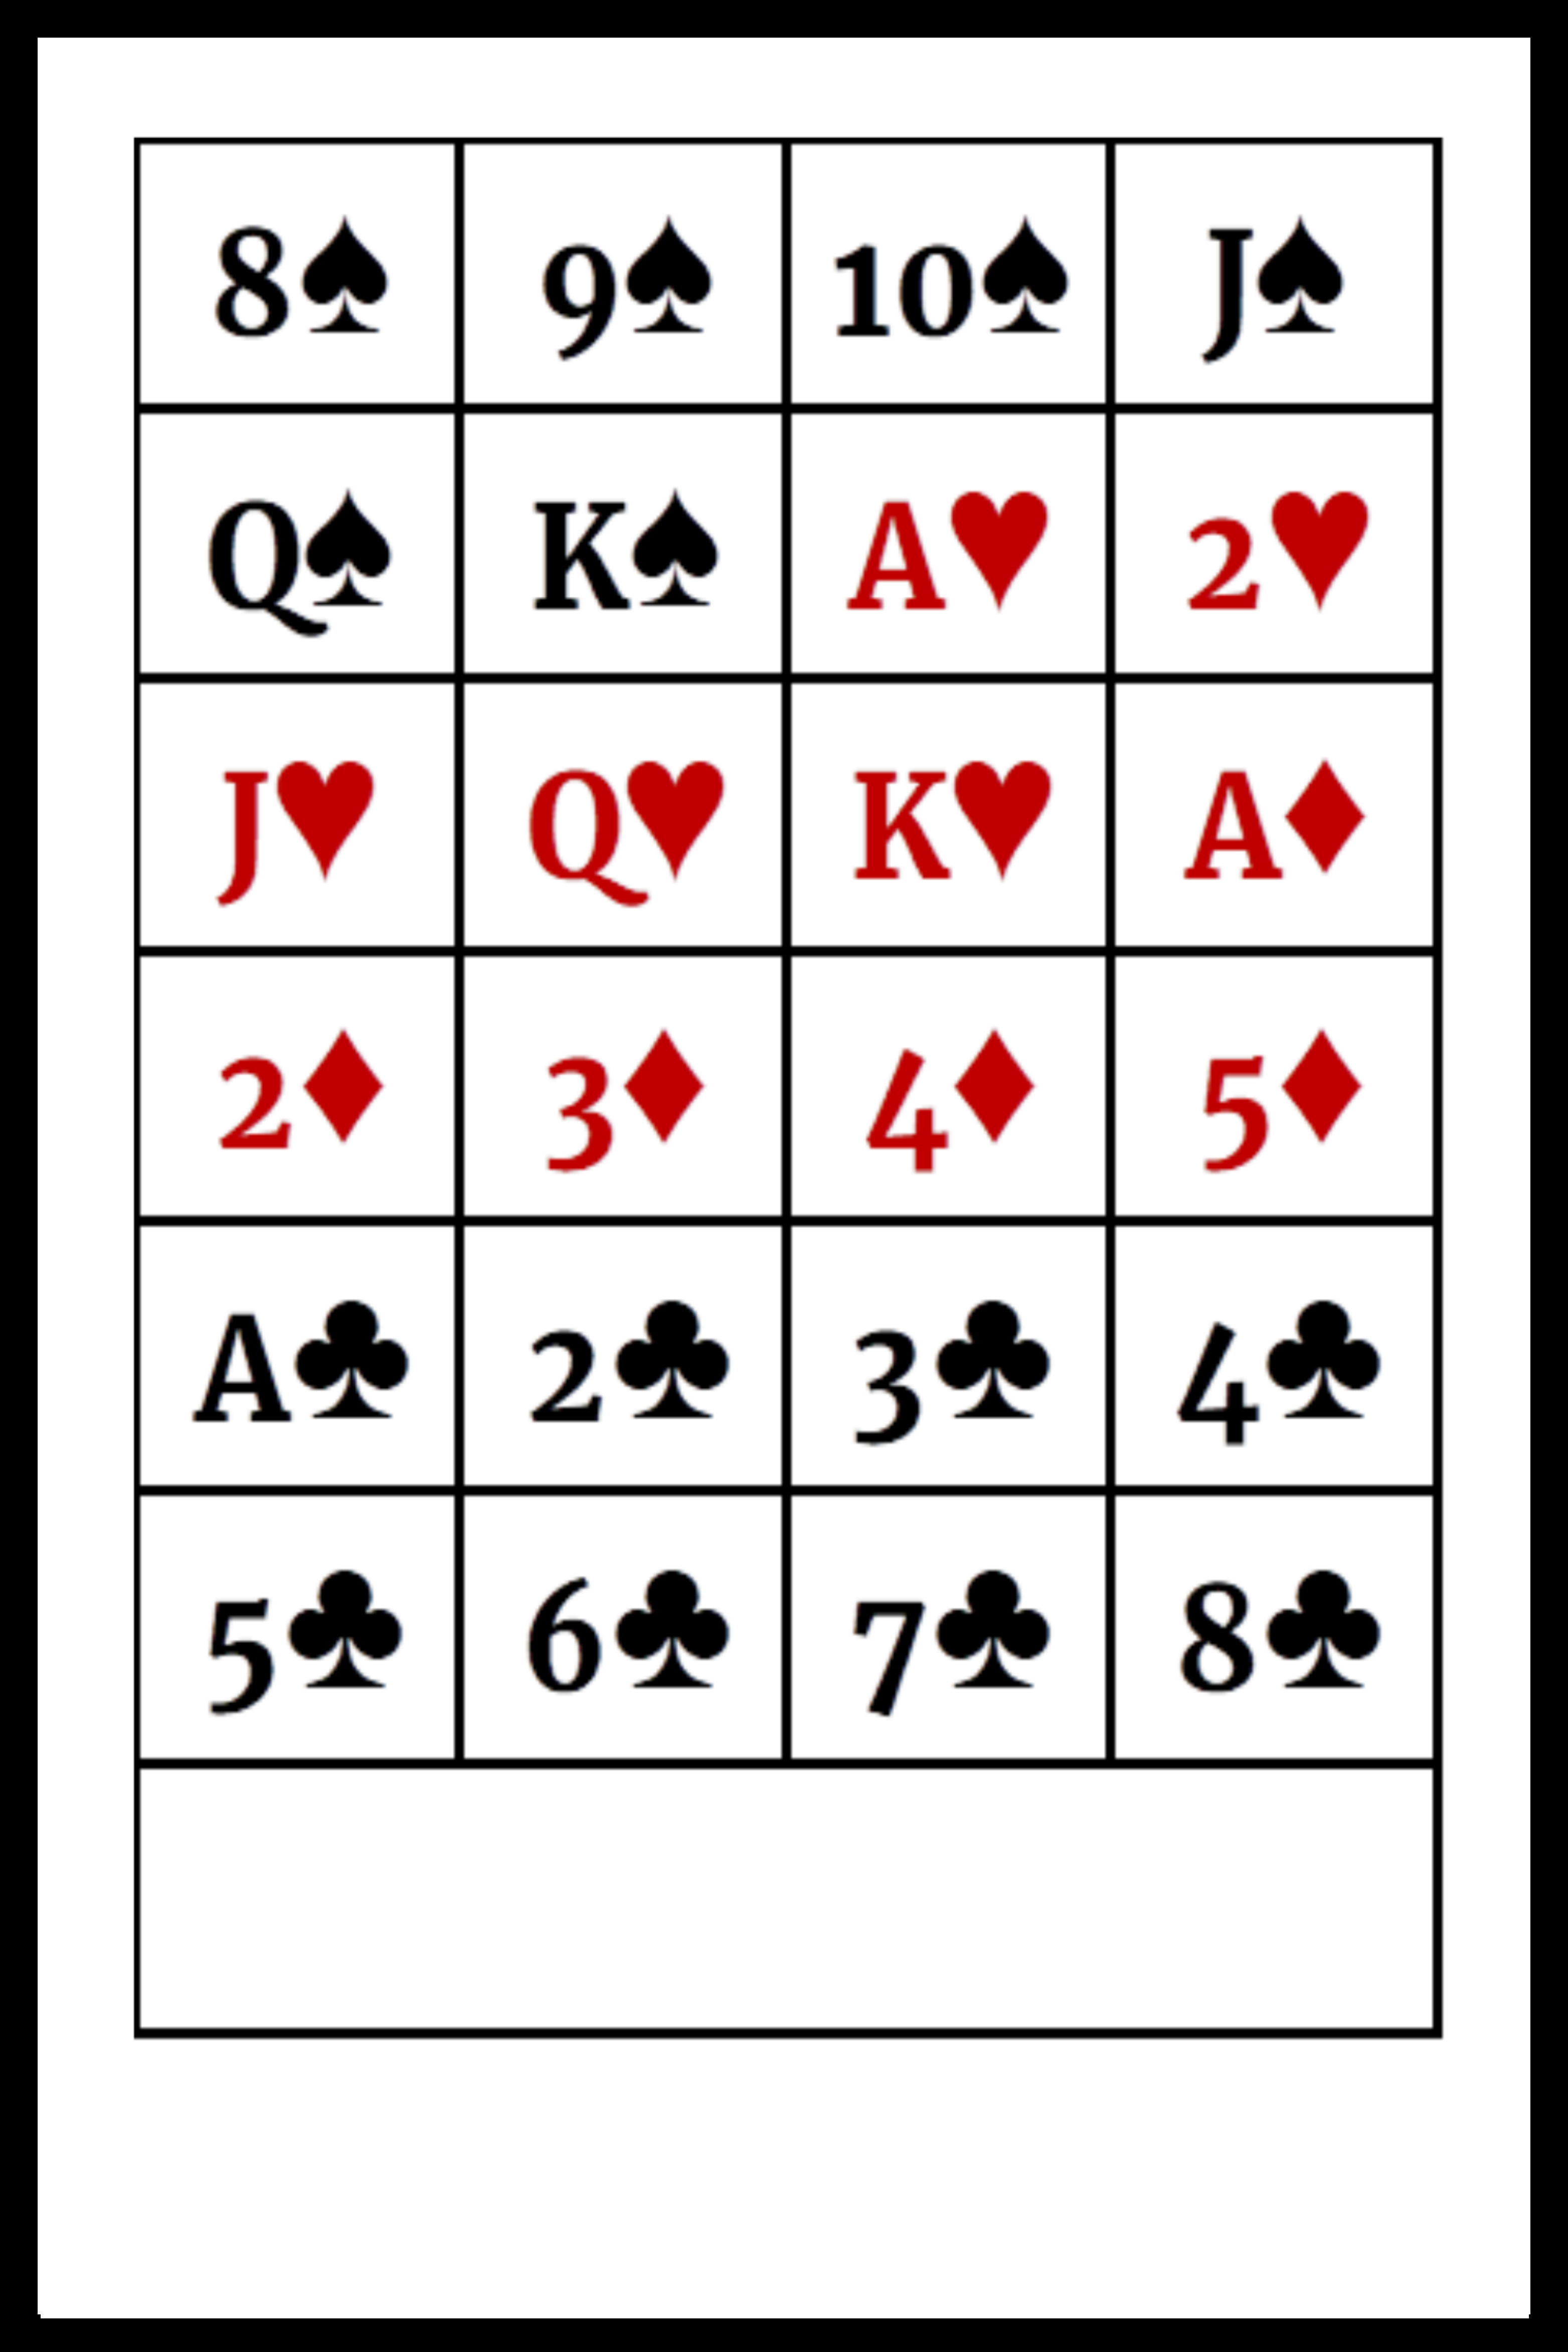 8♠ 9♠ 10♠ J♠
Q♠ K♠ A♥ 2♥
J♥ Q♥ K♥ A♦
2♦ 3♦ 4♦ 5♦
A♣ 2♣ 3♣ 4♣
5♣ 6♣ 7♣ 8♣